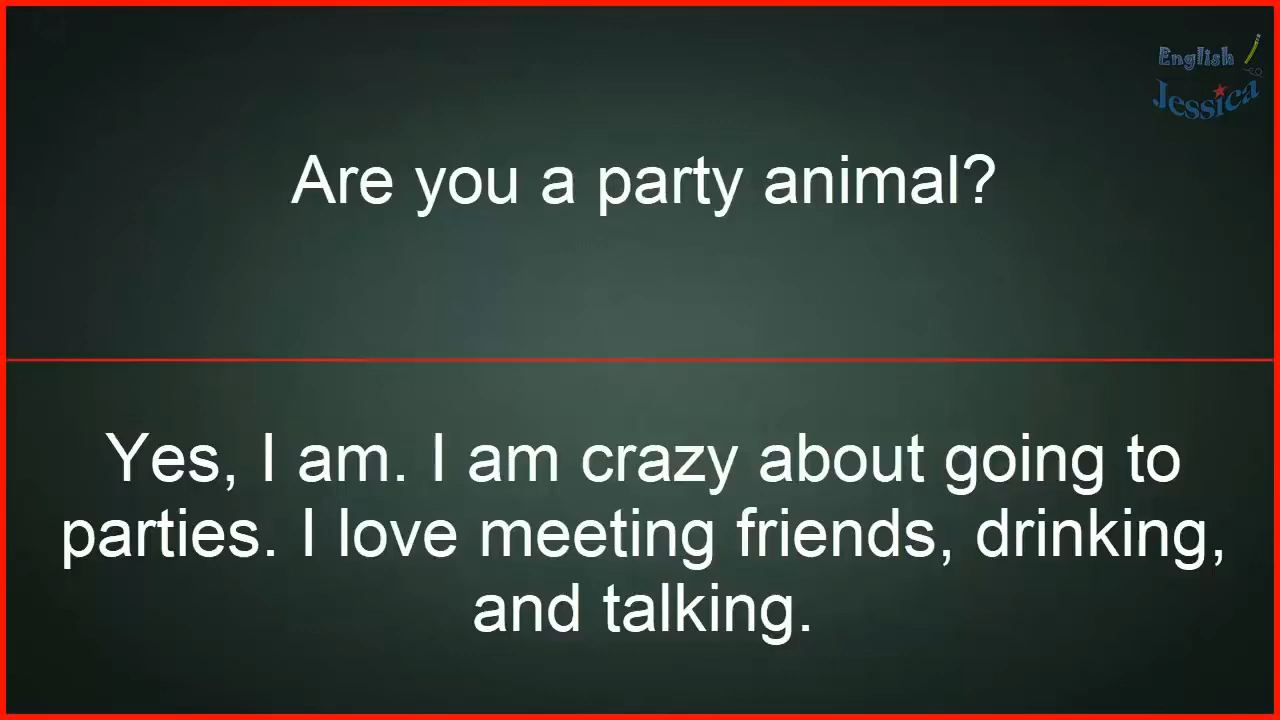 English
Jessica
Are you a party animal?
Yes, I am. I am crazy about going to
parties. I love meeting friends, drinking,
and talking.